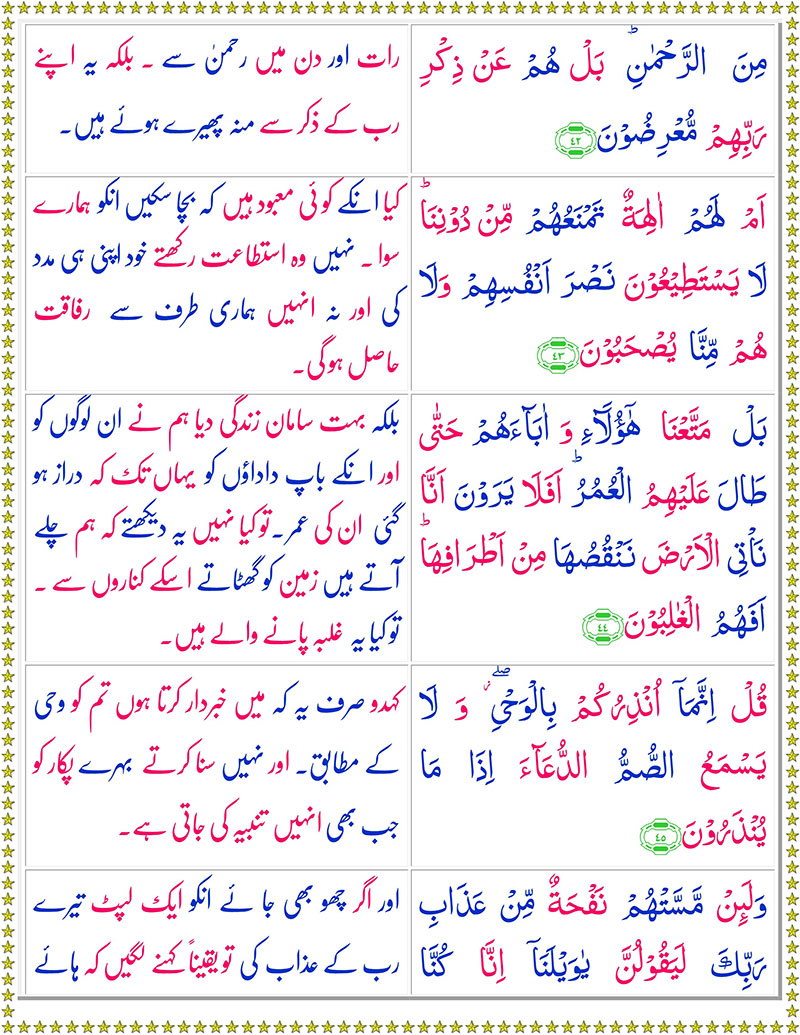 مِنَ الرَّحْمٰنِؕ بَلْ هُمْ عَنْ ذِكْرِ
رَبِّهِمْ مُّعْرِضُوْنَ ﴿۴۲﴾
رات اور دن میں رحمنٰ سے ۔ بلکہ یہ اپنے
رب کے ذکر سے منہ پھیرے ہوئے ہیں۔
اَمْ لَهُمْ اٰلِهَةٌ تَمْنَعُهُمْ مِّنْ دُوْنِنَاؕ
لَا يَسْتَطِيْعُوْنَ نَصْرَ اَنْفُسِهِمْ وَلَا
هُمْ مِّنَّا يُصْحَبُوْنَ ﴿۴۳﴾
کیا انکے کوئی معبود ہیں کہ بچا سکیں انکو ہمارے
سوا ۔ نہیں وہ استطاعت رکھتے خود اپنی ہی مدد
کی اور نہ انہیں ہماری طرف سے رفاقت
حاصل ہوگی۔
بَلْ مَتَّعْنَا هٰۤؤُلَآءِ وَ اٰبَآءَهُمْ حَتّٰى
طَالَ عَلَيْهِمُ الْعُمُرُؕ اَفَلَا يَرَوْنَ اَنَّا
نَاْتِى الْاَرْضَ نَنْقُصُهَا مِنْ اَطْرَافِهَاؕ
اَفَهُمُ الْغٰلِبُوْنَ ﴿۴۴﴾
بلکہ بہت سامان زندگی دیا ہم نے ان لوگوں کو
اور انکے باپ داداؤں کو یہاں تک کہ دراز ہو
گئی ان کی عمر۔ تو کیا نہیں یہ دیکھتے کہ ہم چلے
آتے ہیں زمین کو گھٹاتے اسکے کناروں سے ۔
تو کیا یہ غلبہ پانے والے ہیں۔
قُلْ اِنَّمَاۤ اُنْذِرُكُمْ بِالْوَحْىِ ۖ وَ لَا
يَسْمَعُ الصُّمُّ الدُّعَآءَ اِذَا مَا
يُنْذَرُوْنَ ﴿۴۵﴾
کہدو صرف یہ کہ میں خبردار کرتا ہوں تم کو وحی
کے مطابق۔ اور نہیں سنا کرتے بہرے پکار کو
جب بھی انہیں تنبیہ کی جاتی ہے۔
وَلَئِنْ مَّسَّتْهُمْ نَفْحَةٌ مِّنْ عَذَابِ
رَبِّكَ لَيَقُوْلُنَّ يٰوَيْلَنَاۤ اِنَّا كُنَّا
اور اگر چھو بھی جائے انکو ایک لپٹ تیرے
رب کے عذاب کی تو یقیناً کہنے لگیں کہ ہائے